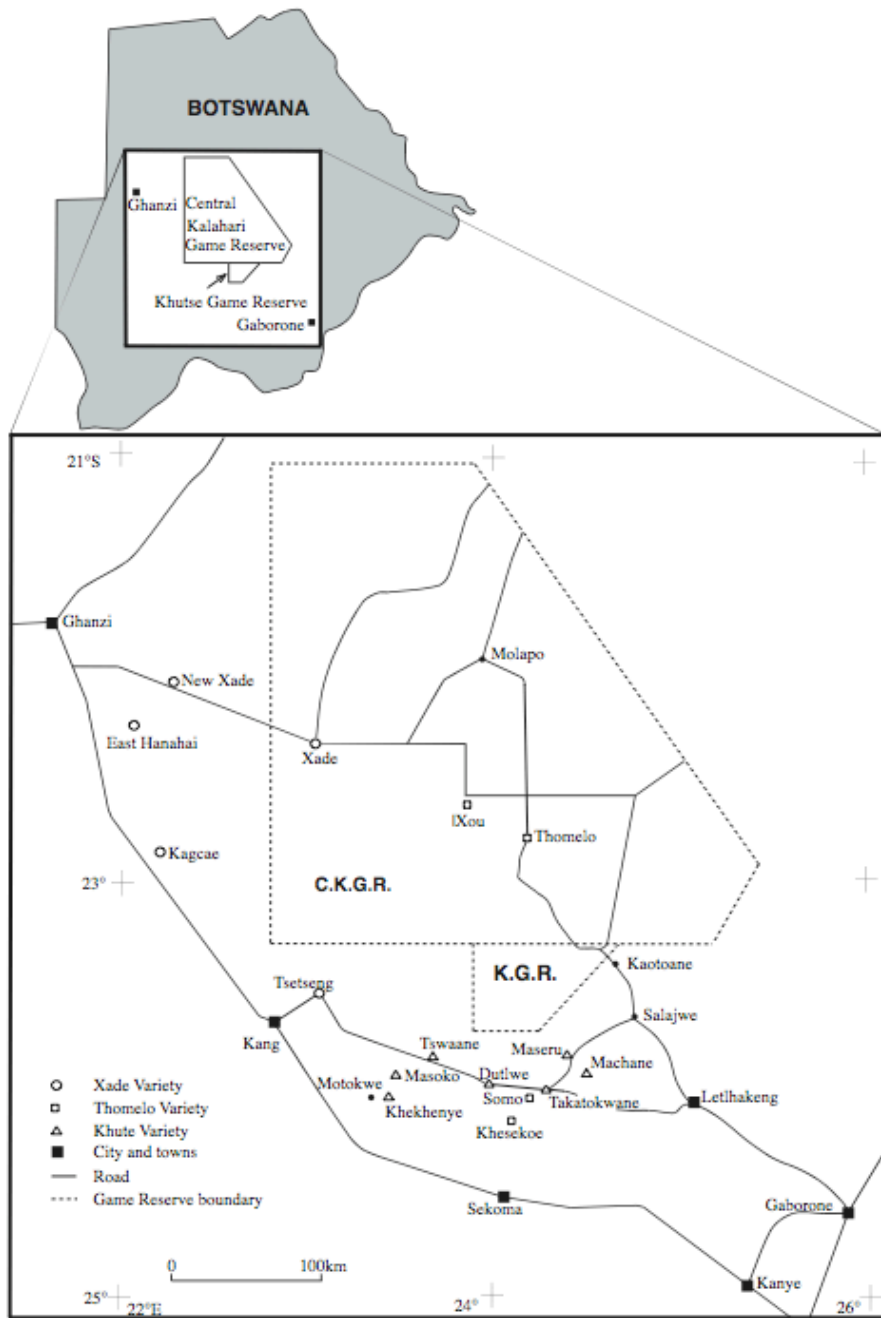 BOTSWANA
Ghanzi
Central
Kalahari
Game Reserve
Khutse Game Reserve
Gaborone
21°S
Ghanzi
Molapo
New Xade
East Hanahai
Xade
ǀXou
Thomelo
Kagcae
23°
C.K.G.R.
K.G.R.
Kaotoane
Tsetseng
Salajwe
Kang
Tswaane
Maseru
Machane
Masoko
Dutlwe
Motokwe
Somo
Takatokwane
Letlhakeng
Khekhenye
Khesekoe
Xade Variety
Thomelo Variety
Khute Variety
City and towns
Road
Game Reserve boundary
Sekoma
Gaborone
0 100km
Kanye
25°
22°E
24°
26°